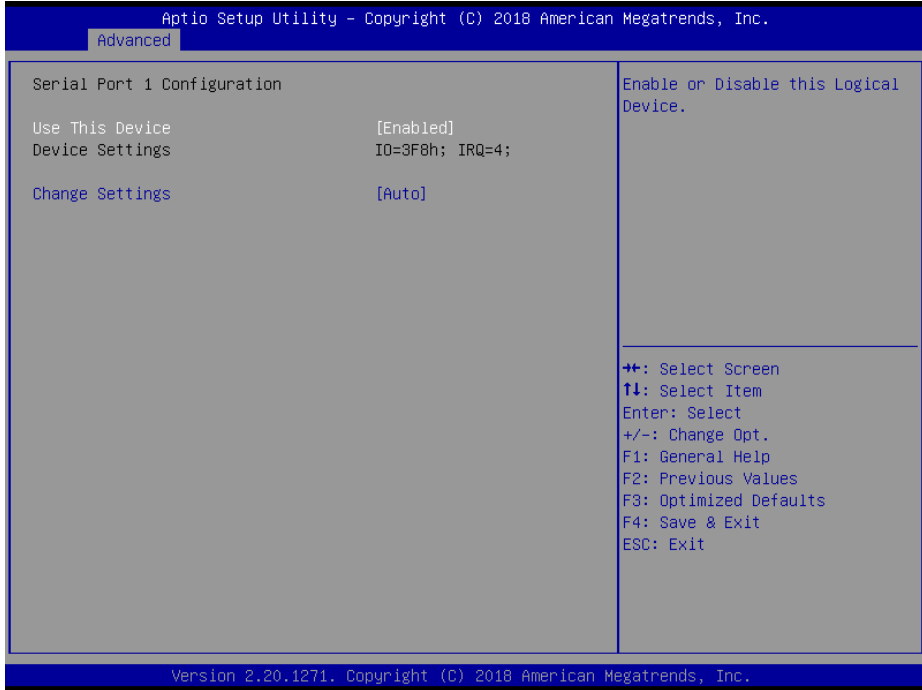 Aptio Setup Utility – Copyright (C) 2018 American Megatrends, Inc.
Advanced
Serial Port 1 Configuration
Use This Device [Enabled]
Device Settings IO=3F8h; IRQ=4;
Change Settings [Auto]
Enable or Disable this Logical
Device.
→←: Select Screen
↑↓: Select Item
Enter: Select
+/-: Change Opt.
F1: General Help
F2: Previous Values
F3: Optimized Defaults
F4: Save & Exit
ESC: Exit
Version 2.20.1271. Copyright (C) 2018 American Megatrends, Inc.